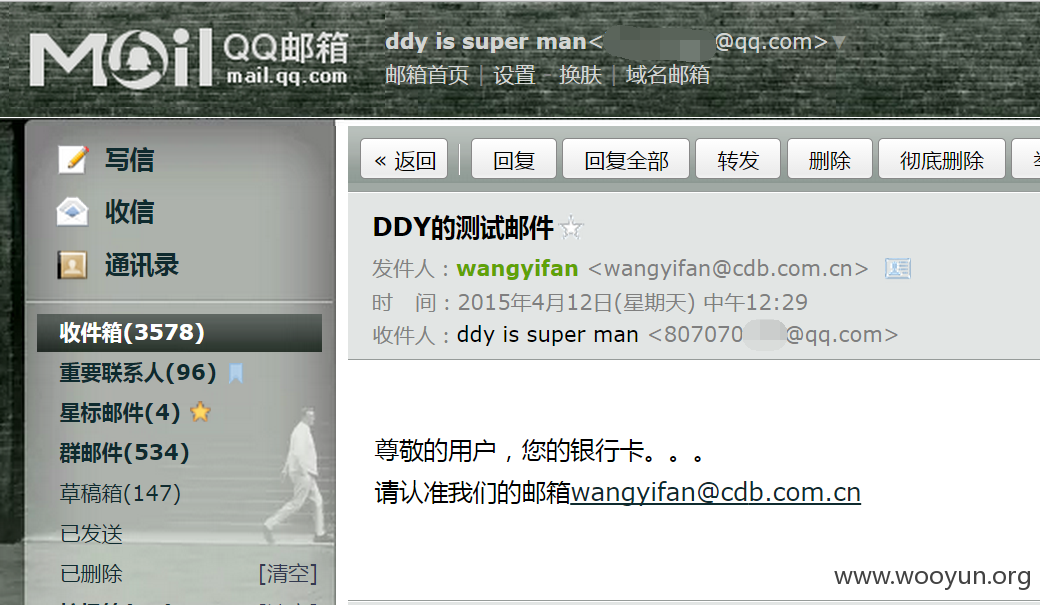 MOil QQ邮箱
mail.qq.com
ddy is super man< @qq.com>
邮箱首页 | 设置 换肤 | 域名邮箱
写信
收信
通讯录
收件箱(3578)
重要联系人(96)
星标邮件(4)
群邮件(534)
草稿箱(147)
已发送
已删除 [清空]
« 返回 回复 回复全部 转发 删除 彻底删除
DDY的测试邮件
发件人：wangyifan <wangyifan@cdb.com.cn>
时 间：2015年4月12日(星期天) 中午12:29
收件人：ddy is super man <807070 @qq.com>
尊敬的用户，您的银行卡。。。
请认准我们的邮箱wangyifan@cdb.com.cn
www.wooyun.org